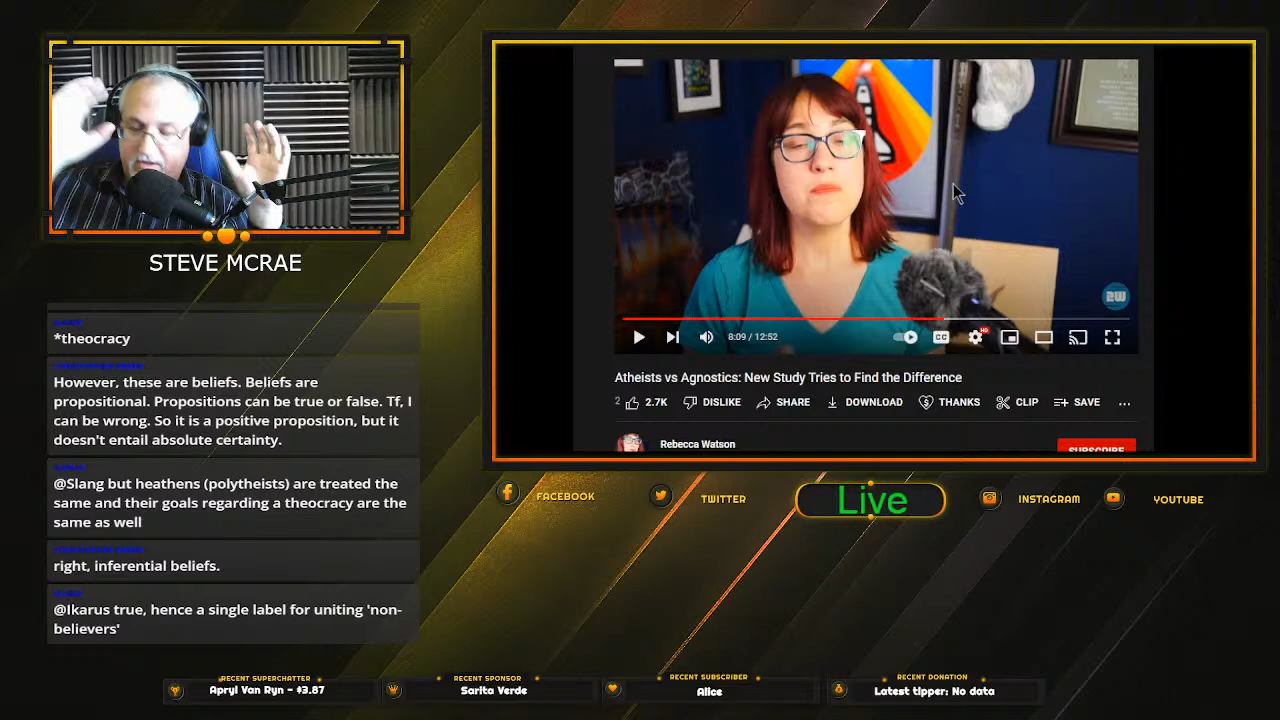 STEVE MCRAE
*theocracy
However, these are beliefs. Beliefs are
propositional. Propositions can be true or false. Tf, I
can be wrong. So it is a positive proposition, but it
doesn't entail absolute certainty.
@Slang but heathens (polytheists) are treated the
same and their goals regarding a theocracy are the
same as well
right, inferential beliefs.
@Ikarus true, hence a single label for uniting 'non-
believers'
8:09 / 12:52
CC
HD
Atheists vs Agnostics: New Study Tries to Find the Difference
2.7K DISLIKE SHARE DOWNLOAD THANKS CLIP SAVE ...
Rebecca Watson
SUBSCRIBE
FACEBOOK TWITTER Live INSTAGRAM YOUTUBE
RECENT SUPERCHATTER
Apryl Van Ryn - $3.87
RECENT SPONSOR
Sarita Verde
RECENT SUBSCRIBER
Alice
RECENT DONATION
Latest tipper: No data